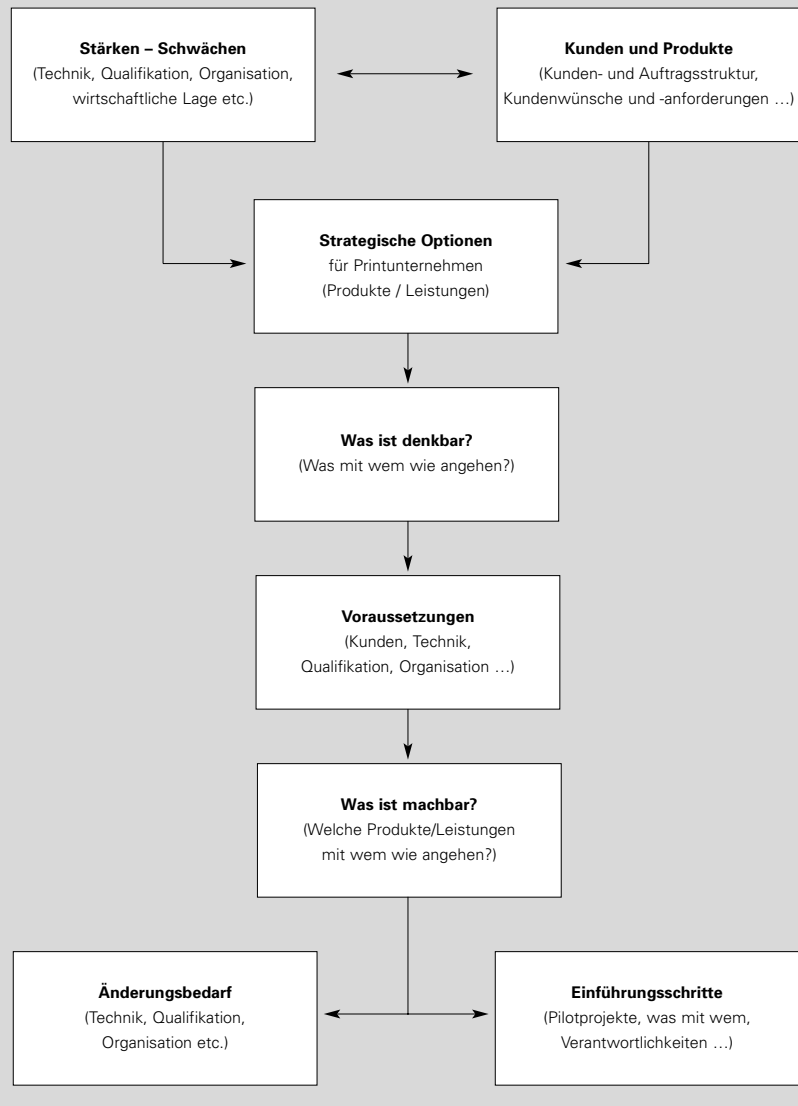 Stärken – Schwächen
(Technik, Qualifikation, Organisation,
wirtschaftliche Lage etc.)
Kunden und Produkte
(Kunden- und Auftragsstruktur,
Kundenwünsche und -anforderungen …)
Strategische Optionen
für Printunternehmen
(Produkte / Leistungen)
Was ist denkbar?
(Was mit wem wie angehen?)
Voraussetzungen
(Kunden, Technik,
Qualifikation, Organisation …)
Was ist machbar?
(Welche Produkte/Leistungen
mit wem wie angehen?)
Änderungsbedarf
(Technik, Qualifikation,
Organisation etc.)
Einführungsschritte
(Pilotprojekte, was mit wem,
Verantwortlichkeiten …)